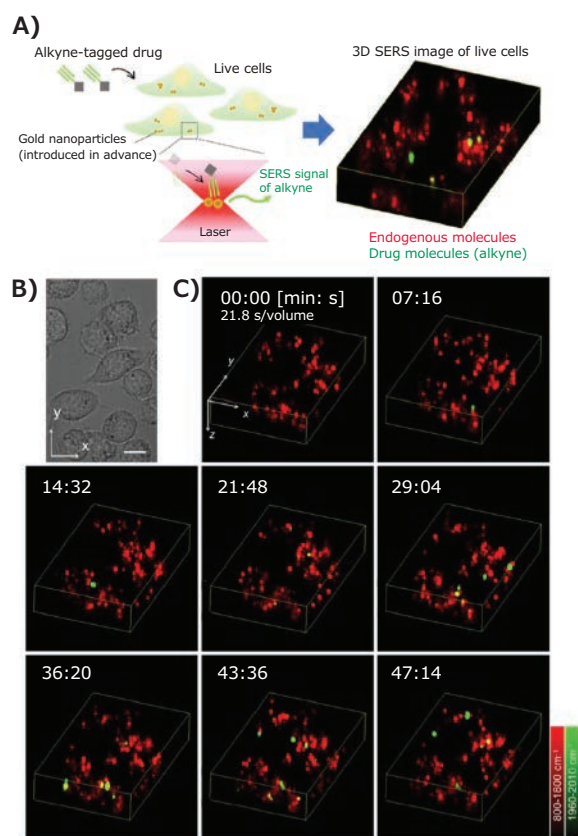 A)
Alkyne-tagged drug
Live cells
Gold nanoparticles
(introduced in advance)
SERS signal
of alkyne
Laser
3D SERS image of live cells
Endogenous molecules
Drug molecules (alkyne)
B)
y
x
C)
00:00 [min: s]
21.8 s/volume
y
x
z
07:16
14:32
21:48
29:04
36:20
43:36
47:14
800-1800 cm⁻¹
1960-2010 cm⁻¹